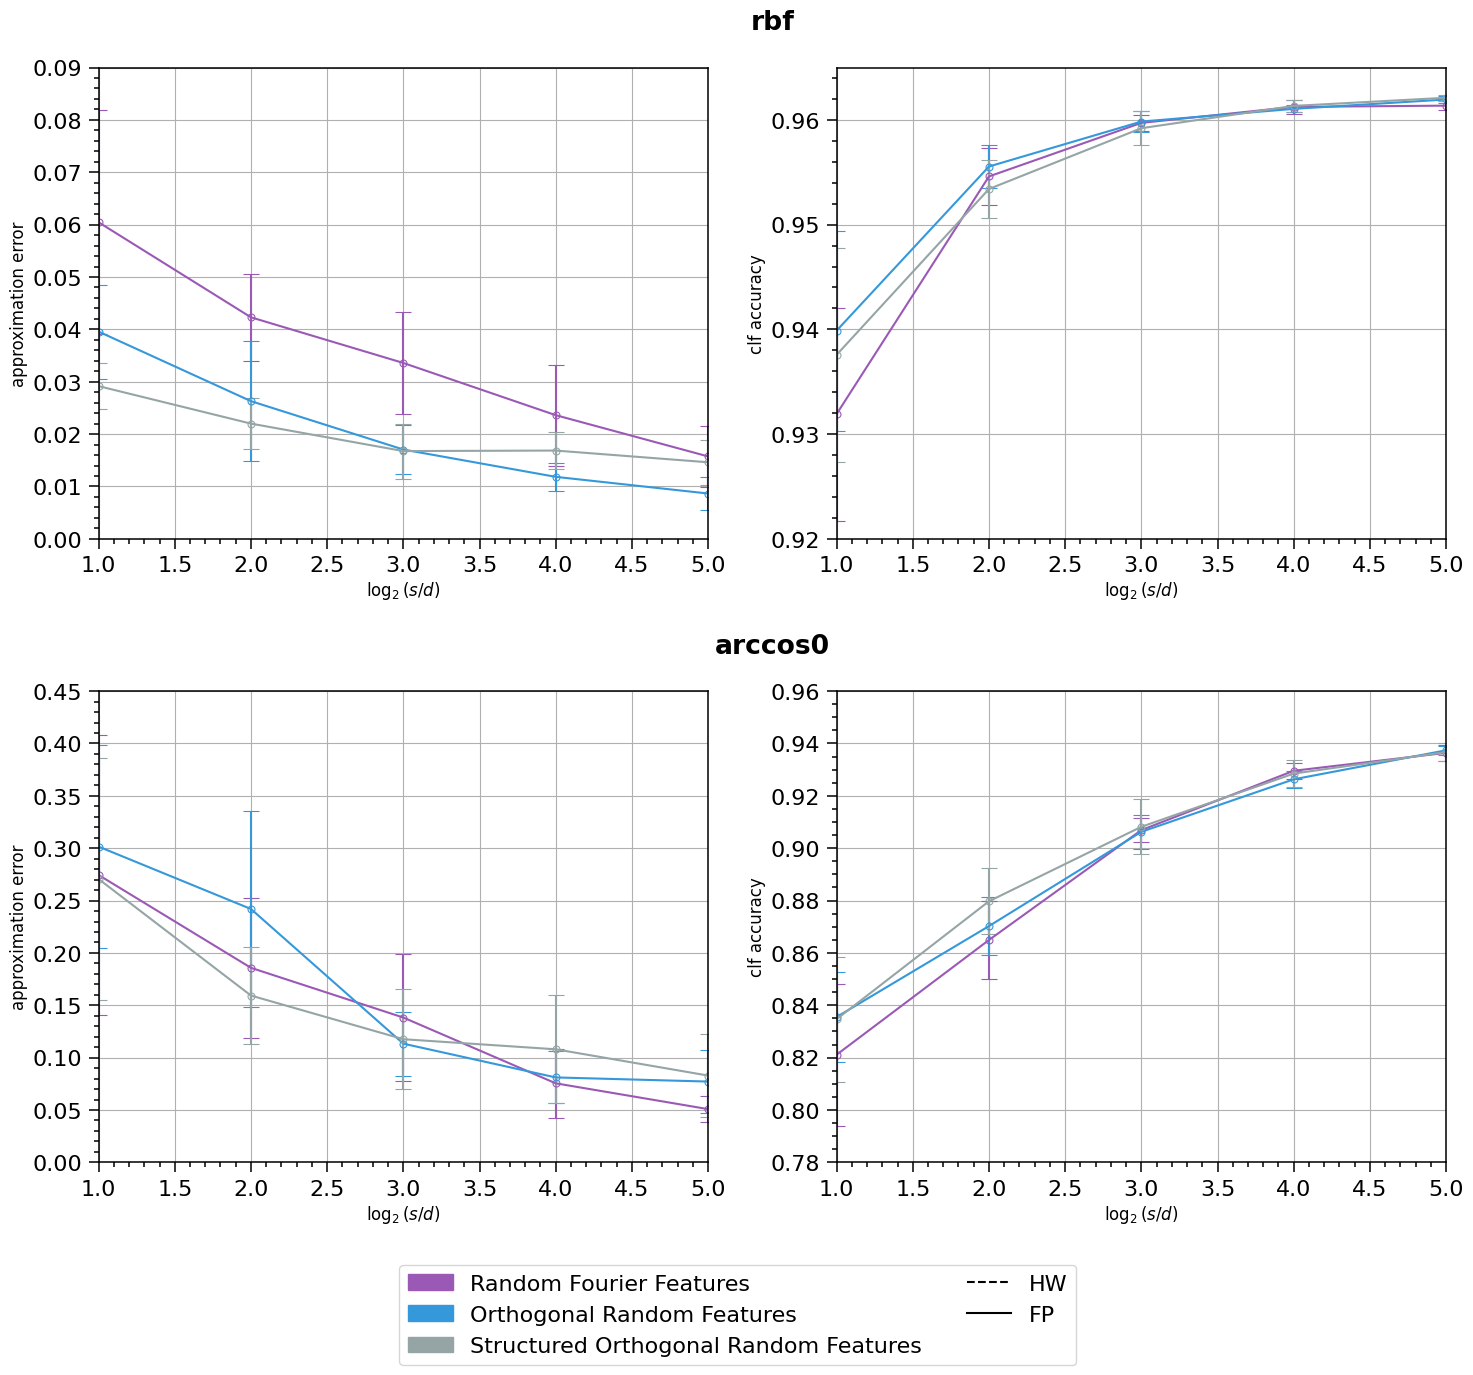 rbf
0.09
0.08
0.07
0.06
0.05
0.04
0.03
0.02
0.01
0.00
approximation error
1.0 1.5 2.0 2.5 3.0 3.5 4.0 4.5 5.0
log₂ (s/d)
0.96
0.95
0.94
0.93
0.92
clf accuracy
1.0 1.5 2.0 2.5 3.0 3.5 4.0 4.5 5.0
log₂ (s/d)
arccos0
0.45
0.40
0.35
0.30
0.25
0.20
0.15
0.10
0.05
0.00
approximation error
1.0 1.5 2.0 2.5 3.0 3.5 4.0 4.5 5.0
log₂ (s/d)
0.96
0.94
0.92
0.90
0.88
0.86
0.84
0.82
0.80
0.78
clf accuracy
1.0 1.5 2.0 2.5 3.0 3.5 4.0 4.5 5.0
log₂ (s/d)
Random Fourier Features
Orthogonal Random Features
Structured Orthogonal Random Features
HW
FP